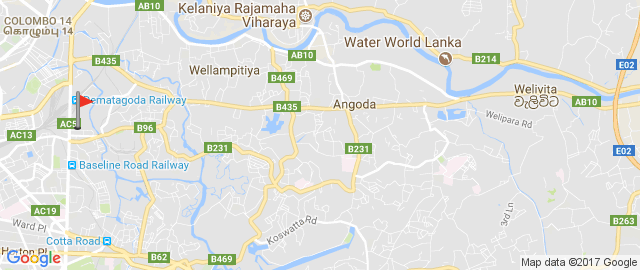 Kelaniya Rajamaha
Viharaya
COLOMBO 14
கொழும்பு 14
AB10
AB10
Water World Lanka
B435
Wellampitiya
B469
B214
E02
Dematagoda Railway
B435
Angoda
Welivita
වැලිවිට
AB10
Welipara Rd
AC5
AC13
B96
B231
B231
E02
Baseline Road Railway
AC19
Ward Pl
Koswatta Rd
3rd Ln
B263
Cotta Road
Horton Pl
B62
B469
Google
Map data ©2017 Google